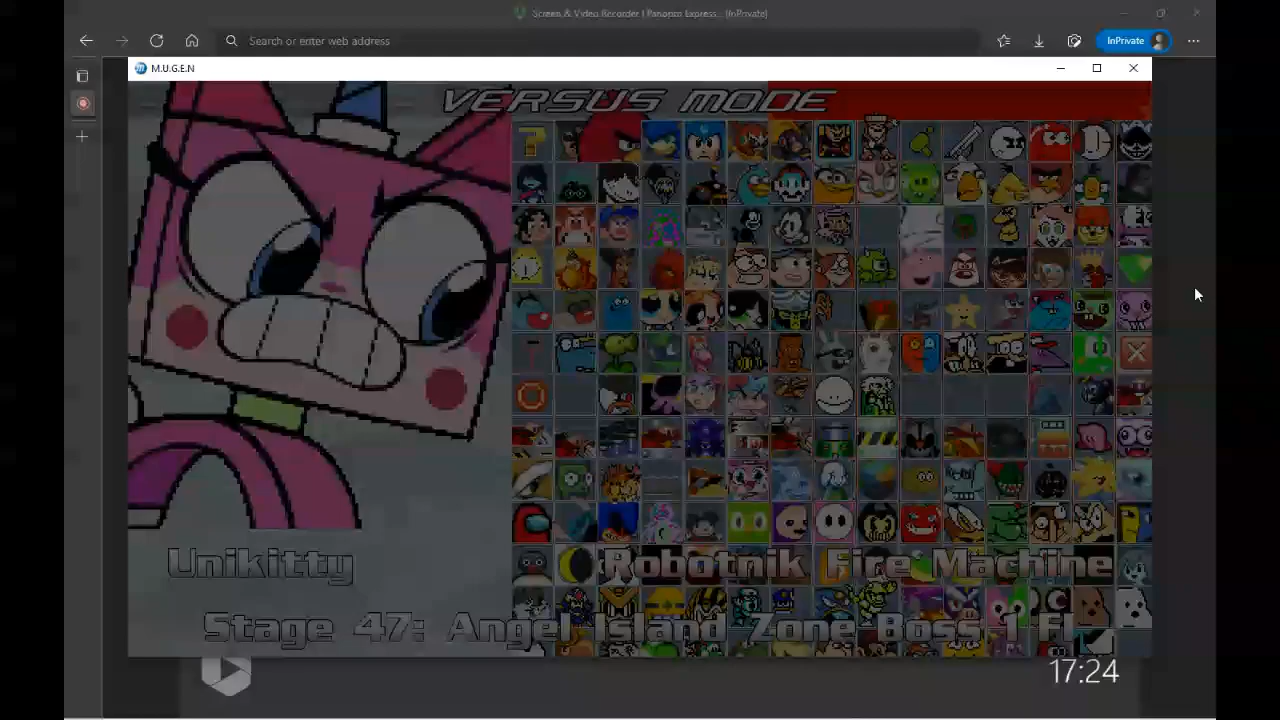 Screen & Video Recorder | Panopto Express - [InPrivate]
Search or enter web address
InPrivate
M.U.G.E.N
VERSUS MODE
Unikitty
Robotnik Fire Machine
Stage 47: Angel Island Zone Boss 1 Fl
17:24